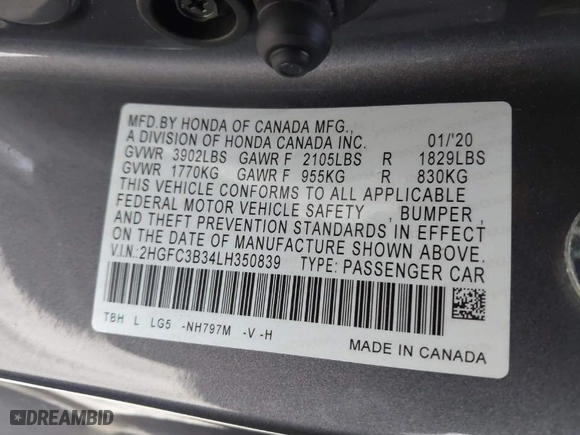 MFD.BY HONDA OF CANADA MFG.,
A DIVISION OF HONDA CANADA INC. 01/'20
GVWR 3902LBS GAWR F 2105LBS R 1829LBS
GVWR 1770KG GAWR F 955KG R 830KG
THIS VEHICLE CONFORMS TO ALL APPLICABLE
FEDERAL MOTOR VEHICLE SAFETY , BUMPER ,
AND THEFT PREVENTION STANDARDS IN EFFECT
ON THE DATE OF MANUFACTURE SHOWN ABOVE.
V.I.N.:2HGFC3B34LH350839 TYPE: PASSENGER CAR
TBH L LG5 -NH797M -V -H
MADE IN CANADA
DREAMBID